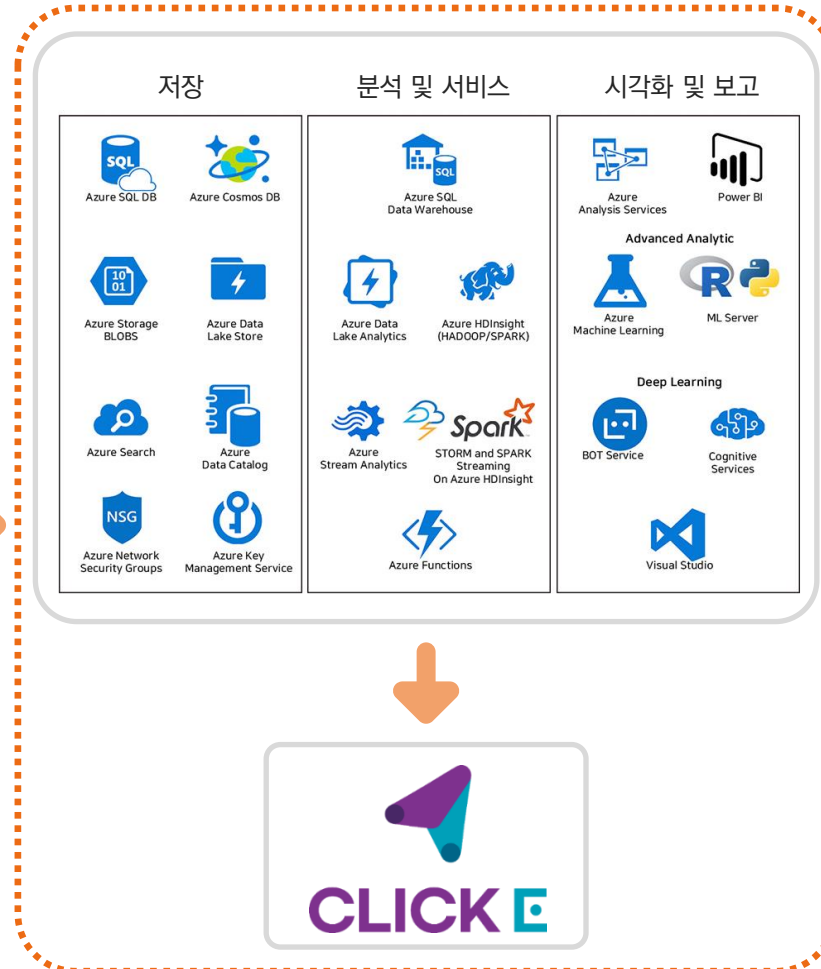 저장
분석 및 서비스
시각화 및 보고
SQL
Azure SQL DB
Azure Cosmos DB
10
01
Azure Storage
BLOBS
Azure Data
Lake Store
Azure Search
Azure
Data Catalog
NSG
Azure Network
Security Groups
Azure Key
Management Service
SQL
Azure SQL
Data Warehouse
Azure Data
Lake Analytics
Azure HDInsight
(HADOOP/SPARK)
Azure
Stream Analytics
Spark
STORM and SPARK
Streaming
On Azure HDInsight
Azure Functions
Azure
Analysis Services
Power BI
Advanced Analytic
Azure
Machine Learning
R
ML Server
Deep Learning
BOT Service
Cognitive
Services
Visual Studio
CLICK E